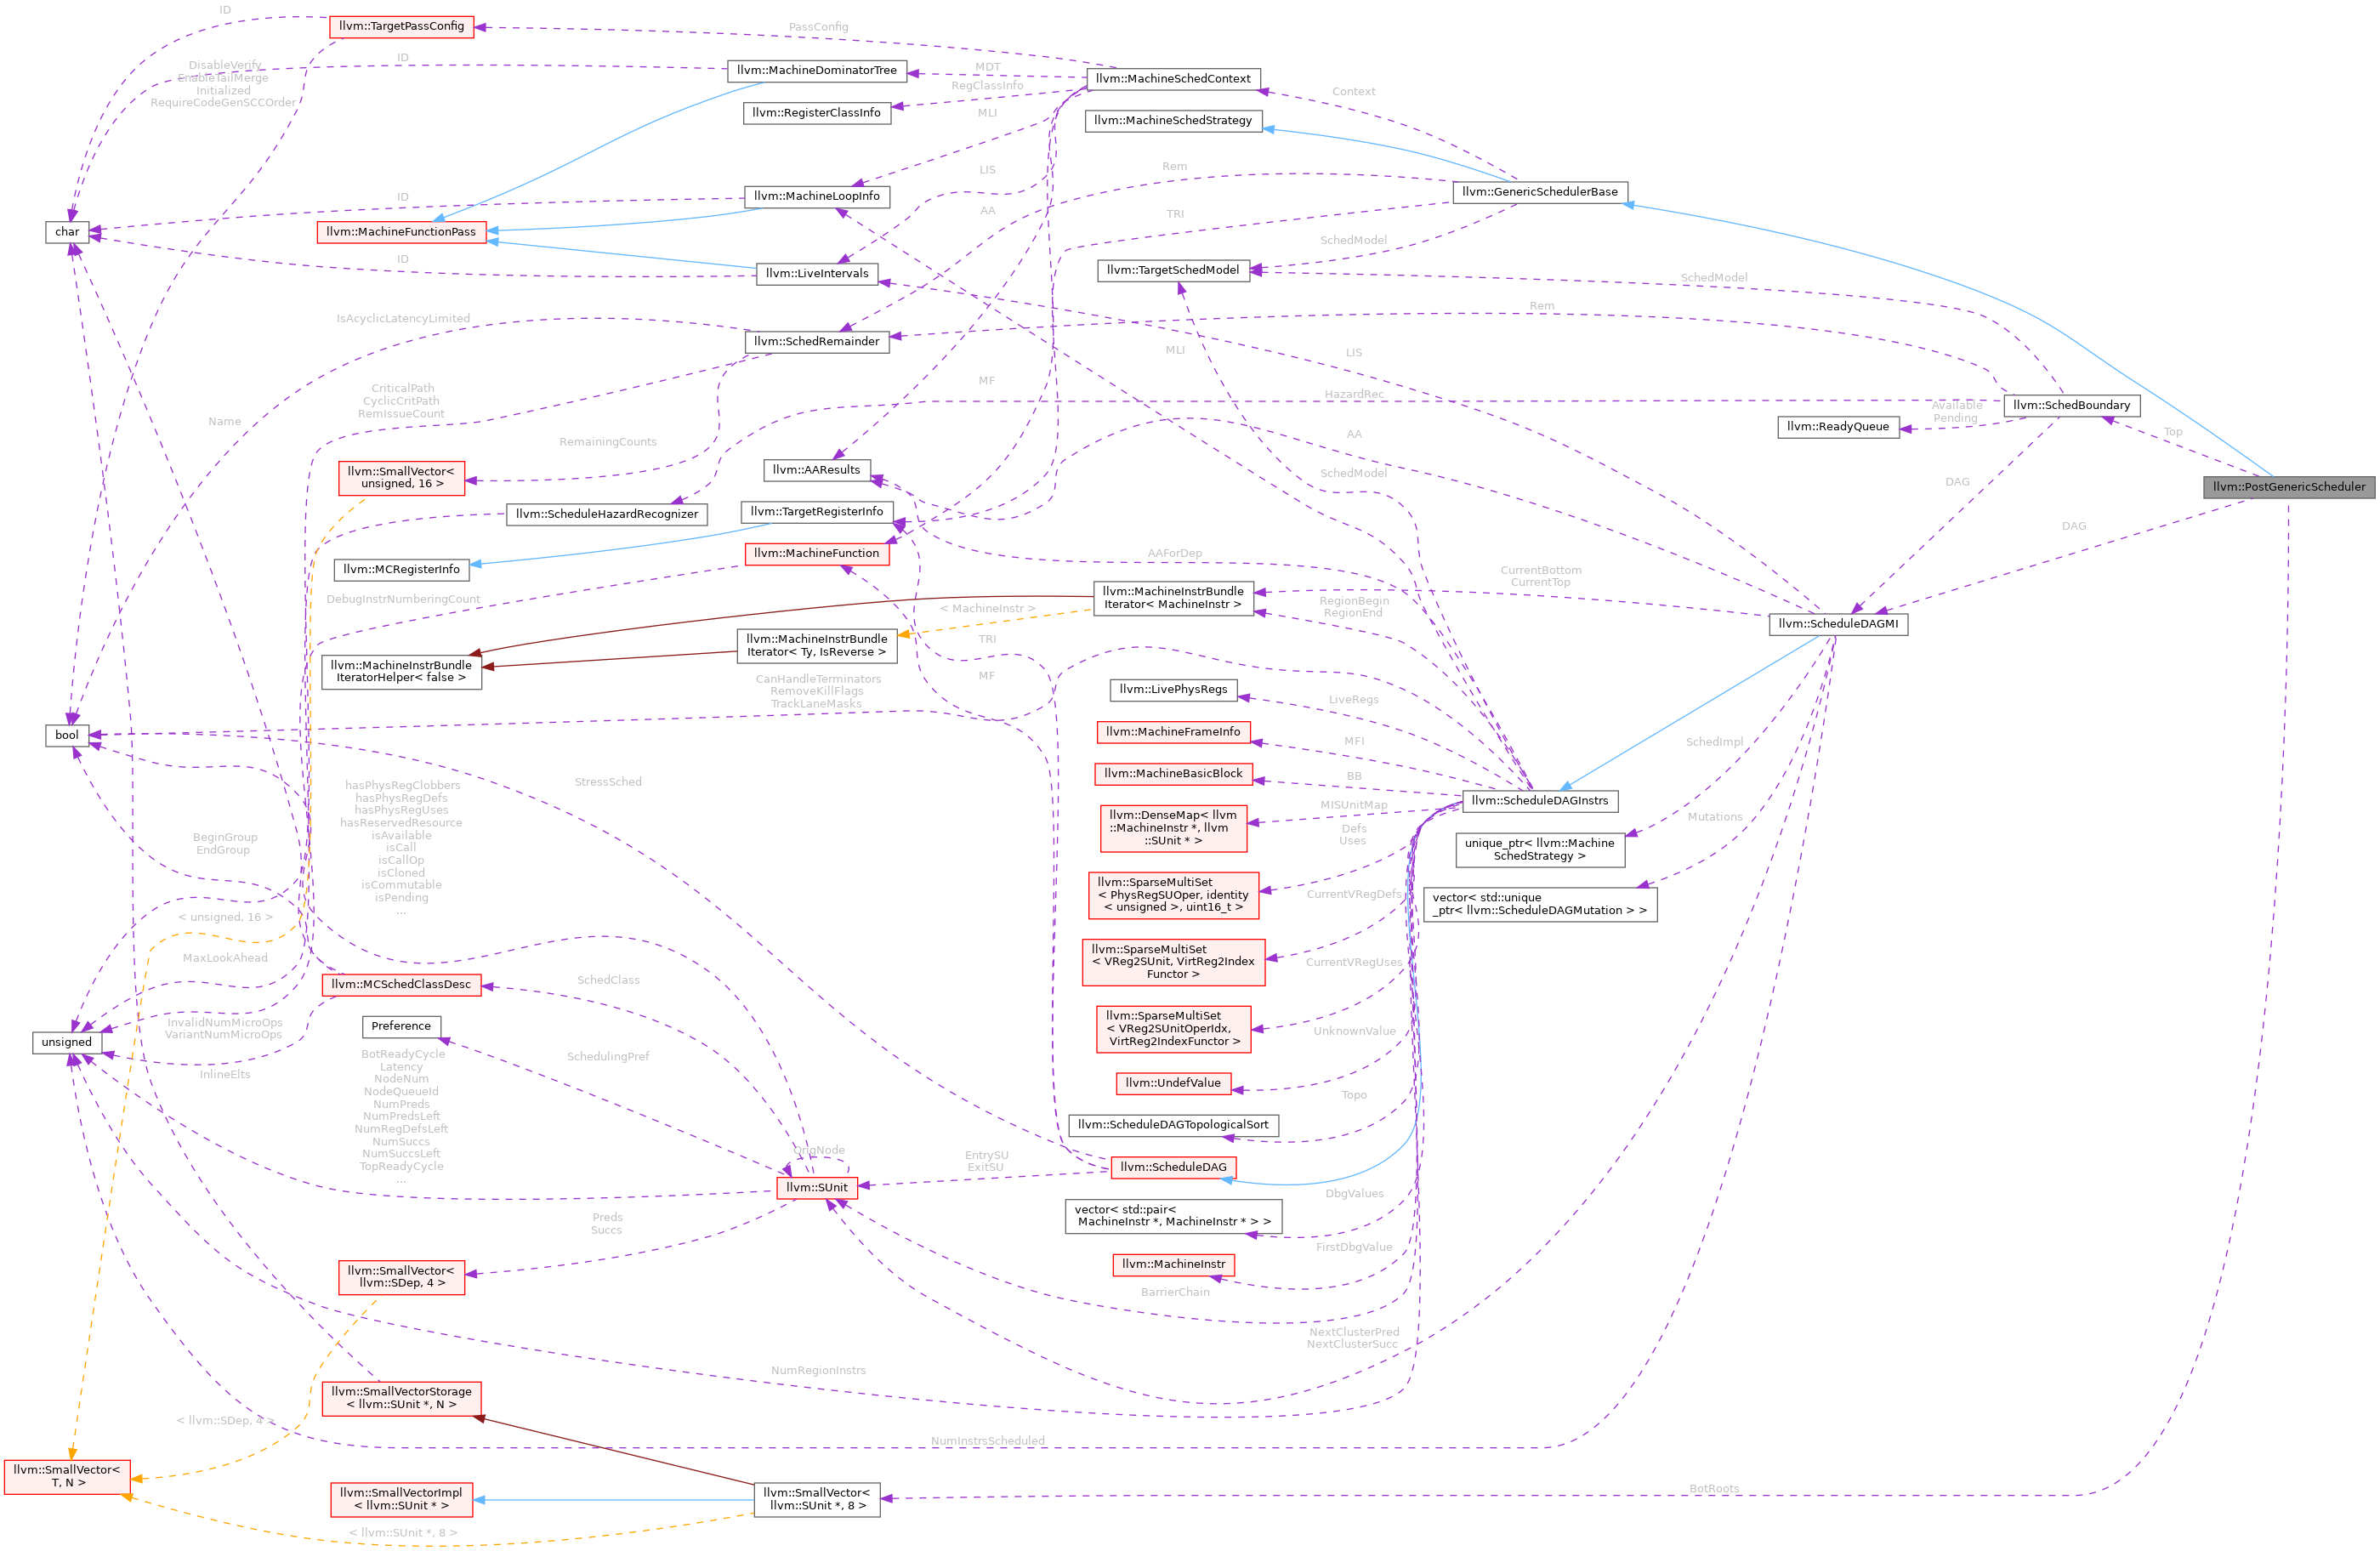 ID
llvm::TargetPassConfig
PassConfig
DisableVerify
EnableTailMerge
Initialized
RequireCodeGenSCCOrder
ID
llvm::MachineDominatorTree
MDT
RegClassInfo
llvm::MachineSchedContext
Context
llvm::RegisterClassInfo
MLI
llvm::MachineSchedStrategy
LIS
Rem
ID
llvm::MachineLoopInfo
llvm::GenericSchedulerBase
AA
TRI
char
llvm::MachineFunctionPass
SchedModel
ID
llvm::LiveIntervals
llvm::TargetSchedModel
SchedModel
Rem
IsAcyclicLatencyLimited
llvm::SchedRemainder
MLI
LIS
CriticalPath
CyclicCritPath
RemIssueCount
MF
HazardRec
llvm::SchedBoundary
Available
Pending
Name
llvm::ReadyQueue
Top
RemainingCounts
AA
llvm::SmallVector<
unsigned, 16 >
llvm::AAResults
SchedModel
DAG
llvm::PostGenericScheduler
llvm::ScheduleHazardRecognizer
llvm::TargetRegisterInfo
DAG
llvm::MachineFunction
AAForDep
llvm::MCRegisterInfo
CurrentBottom
CurrentTop
DebugInstrNumberingCount
< MachineInstr >
llvm::MachineInstrBundle
Iterator< MachineInstr >
RegionBegin
RegionEnd
llvm::ScheduleDAGMI
llvm::MachineInstrBundle
Iterator< Ty, IsReverse >
TRI
llvm::MachineInstrBundle
IteratorHelper< false >
MF
CanHandleTerminators
RemoveKillFlags
TrackLaneMasks
llvm::LivePhysRegs
LiveRegs
bool
llvm::MachineFrameInfo
MFI
SchedImpl
StressSched
llvm::MachineBasicBlock
BB
hasPhysRegClobbers
hasPhysRegDefs
hasPhysRegUses
hasReservedResource
isAvailable
isCall
isCallOp
isCloned
isCommutable
isPending
...
llvm::DenseMap< llvm
::MachineInstr *, llvm
::SUnit * >
MISUnitMap
llvm::ScheduleDAGInstrs
Mutations
Defs
Uses
BeginGroup
EndGroup
unique_ptr< llvm::Machine
SchedStrategy >
llvm::SparseMultiSet
< PhysRegSUOper, identity
< unsigned >, uint16_t >
CurrentVRegDefs
vector< std::unique
_ptr< llvm::ScheduleDAGMutation > >
< unsigned, 16 >
MaxLookAhead
llvm::SparseMultiSet
< VReg2SUnit, VirtReg2Index
Functor >
CurrentVRegUses
llvm::MCSchedClassDesc
SchedClass
InvalidNumMicroOps
VariantNumMicroOps
Preference
llvm::SparseMultiSet
< VReg2SUnitOperIdx,
VirtReg2IndexFunctor >
UnknownValue
unsigned
SchedulingPref
InlineElts
BotReadyCycle
Latency
NodeNum
NodeQueueId
NumPreds
NumPredsLeft
NumRegDefsLeft
NumSuccs
NumSuccsLeft
TopReadyCycle
...
llvm::UndefValue
Topo
llvm::ScheduleDAGTopologicalSort
OrigNode
EntrySU
ExitSU
llvm::ScheduleDAG
llvm::SUnit
DbgValues
vector< std::pair<
MachineInstr *, MachineInstr * > >
Preds
Succs
FirstDbgValue
llvm::SmallVector<
llvm::SDep, 4 >
llvm::MachineInstr
BarrierChain
NextClusterPred
NextClusterSucc
NumRegionInstrs
llvm::SmallVectorStorage
< llvm::SUnit *, N >
< llvm::SDep, 4 >
NumInstrsScheduled
llvm::SmallVector<
T, N >
llvm::SmallVectorImpl
< llvm::SUnit * >
llvm::SmallVector<
llvm::SUnit *, 8 >
BotRoots
< llvm::SUnit *, 8 >